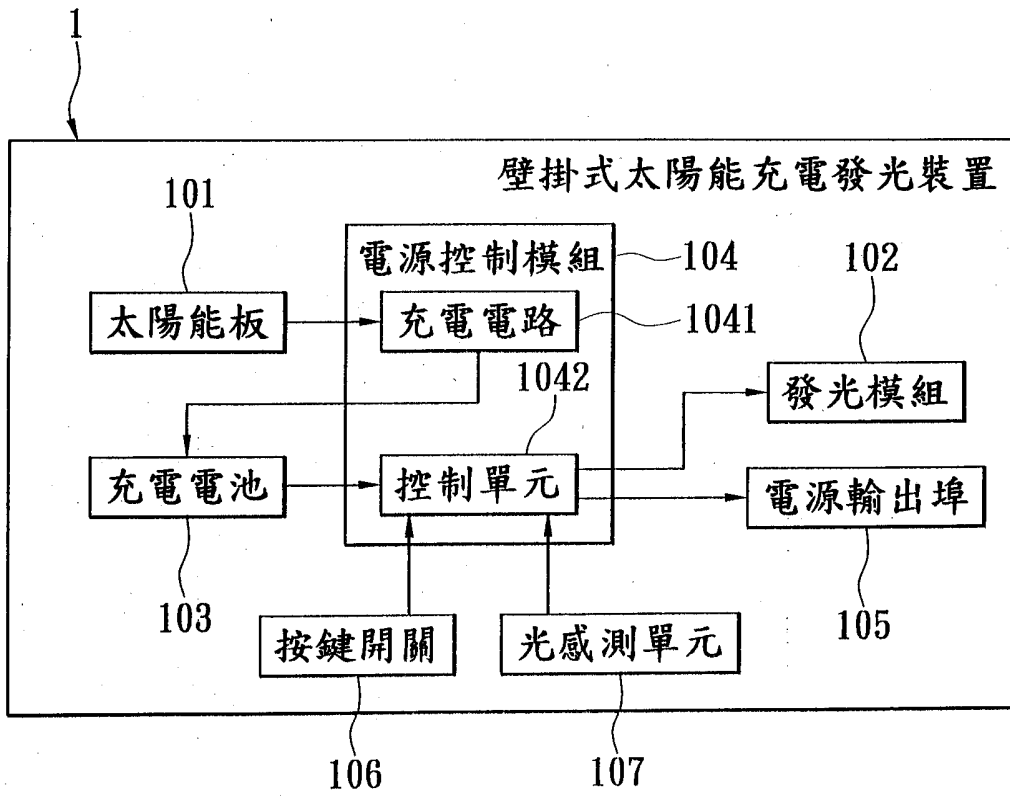 1
壁掛式太陽能充電發光裝置
101
電源控制模組
104
102
太陽能板
充電電路
1041
1042
發光模組
充電電池
控制單元
電源輸出埠
103
按鍵開關
光感測單元
105
106
107